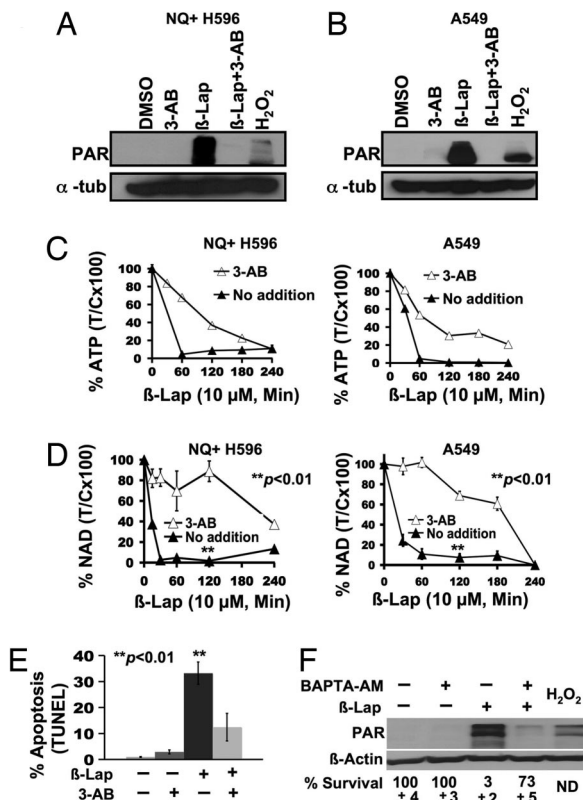 A
NQ+ H596
DMSO
3-AB
ß-Lap
ß-Lap+3-AB
H₂O₂
PAR
α -tub
B
A549
DMSO
3-AB
ß-Lap
ß-Lap+3-AB
H₂O₂
PAR
α -tub
C
NQ+ H596
% ATP (T/Cx100)
100
80
60
40
20
0
3-AB
No addition
0 60 120 180 240
ß-Lap (10 µM, Min)
A549
% ATP (T/Cx100)
100
80
60
40
20
0
3-AB
No addition
0 60 120 180 240
ß-Lap (10 µM, Min)
D
NQ+ H596
% NAD (T/Cx100)
100
80
60
40
20
0
**p<0.01
3-AB
No addition
**
0 60 120 180 240
ß-Lap (10 µM, Min)
A549
% NAD (T/Cx100)
100
80
60
40
20
0
**p<0.01
3-AB
No addition
**
0 60 120 180 240
ß-Lap (10 µM, Min)
E
% Apoptosis
(TUNEL)
50
40
30
20
10
0
**p<0.01
**
ß-Lap – – + +
3-AB – + – +
F
BAPTA-AM – + – +
ß-Lap – – + +
H₂O₂
PAR
ß-Actin
% Survival 100 100 3 73 ND
± 4 ± 3 ± 2 ± 5